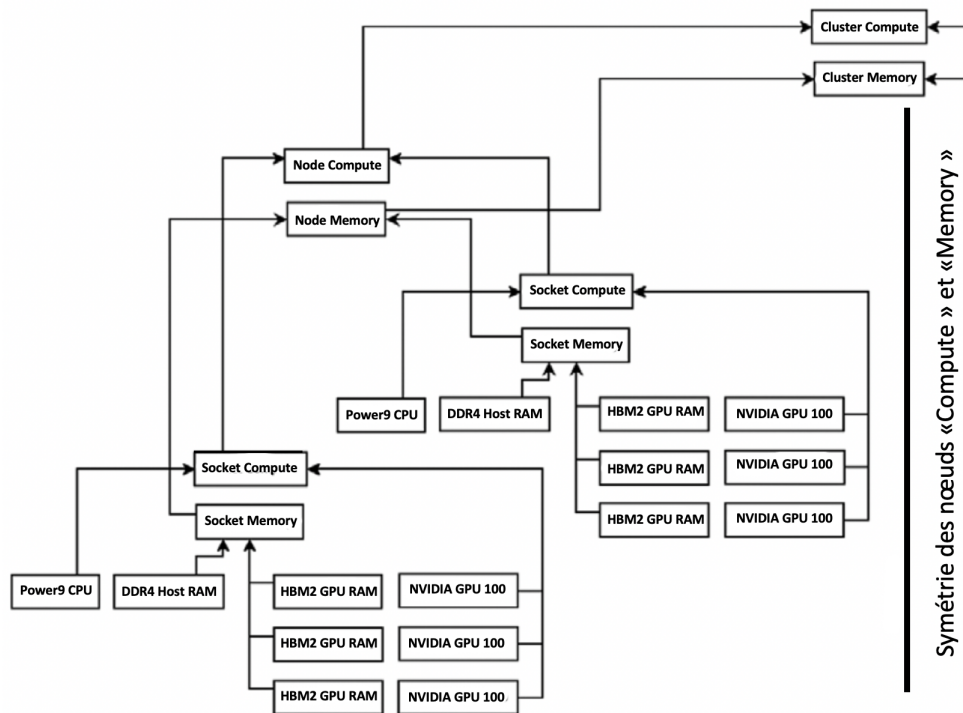 Cluster Compute
Cluster Memory
Node Compute
Node Memory
Socket Compute
Socket Memory
Power9 CPU
DDR4 Host RAM
HBM2 GPU RAM
NVIDIA GPU 100
HBM2 GPU RAM
NVIDIA GPU 100
HBM2 GPU RAM
NVIDIA GPU 100
Socket Compute
Socket Memory
Power9 CPU
DDR4 Host RAM
HBM2 GPU RAM
NVIDIA GPU 100
HBM2 GPU RAM
NVIDIA GPU 100
HBM2 GPU RAM
NVIDIA GPU 100
Symétrie des nœuds «Compute » et «Memory »